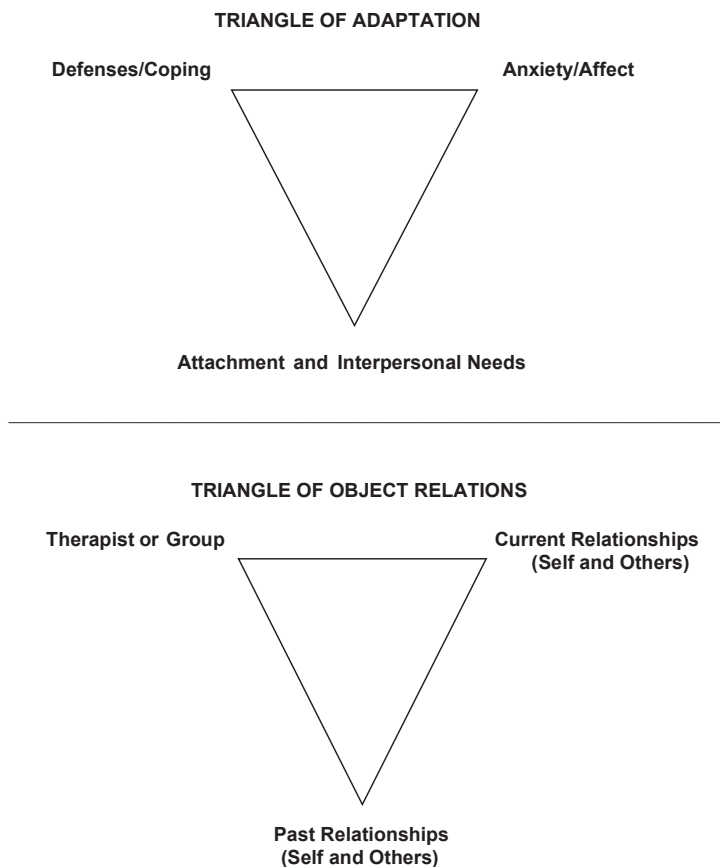 TRIANGLE OF ADAPTATION
Defenses/Coping
Anxiety/Affect
Attachment and Interpersonal Needs
TRIANGLE OF OBJECT RELATIONS
Therapist or Group
Current Relationships
(Self and Others)
Past Relationships
(Self and Others)